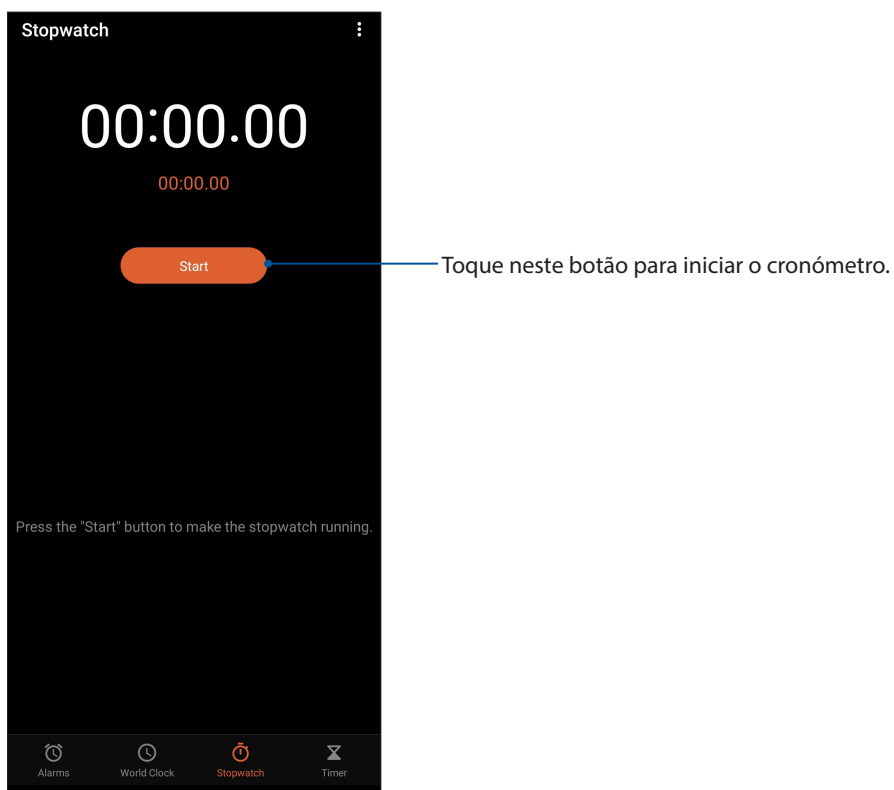 Stopwatch
00:00.00
00:00.00
Start
Toque neste botão para iniciar o cronómetro.
Press the "Start" button to make the stopwatch running.
Alarms
World Clock
Stopwatch
Timer